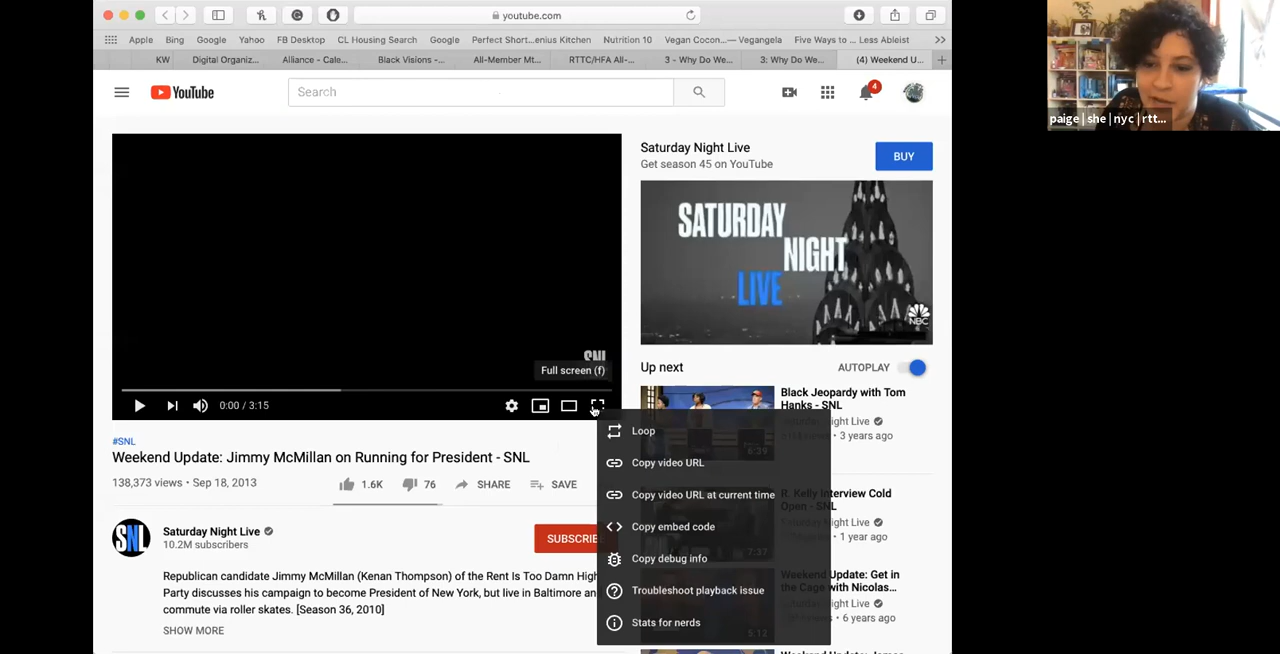 youtube.com
Apple Bing Google Yahoo FB Desktop CL Housing Search Google Perfect Short...enius Kitchen Nutrition 10 Vegan Cocon...— Vegangela Five Ways to ... Less Ableist >>
KW Digital Organiz... Alliance - Cale... Black Visions -... All-Member Mt... RTTC/HFA All-... 3 - Why Do We... 3: Why Do We... (4) Weekend U...
YouTube Search 4
paige | she | nyc | rtt...
Saturday Night Live
Get season 45 on YouTube
BUY
SATURDAY
NIGHT
LIVE
NBC
SNL
Full screen (f)
0:00 / 3:15
Up next AUTOPLAY
Black Jeopardy with Tom
Hanks - SNL
3 years ago
6:39
#SNL
Weekend Update: Jimmy McMillan on Running for President - SNL
138,373 views • Sep 18, 2013
1.6K 76 SHARE SAVE
SNL
Saturday Night Live
10.2M subscribers
SUBSCRIBE
Republican candidate Jimmy McMillan (Kenan Thompson) of the Rent Is Too Damn High
Party discusses his campaign to become President of New York, but live in Baltimore and
commute via roller skates. [Season 36, 2010]
SHOW MORE
Loop
Copy video URL
Copy video URL at current time
Copy embed code
Copy debug info
Troubleshoot playback issue
Stats for nerds
R. Kelly Interview Cold
Open - SNL
1 year ago
7:37
Weekend Update: Get in
the Cage with Nicolas...
6 years ago
5:12